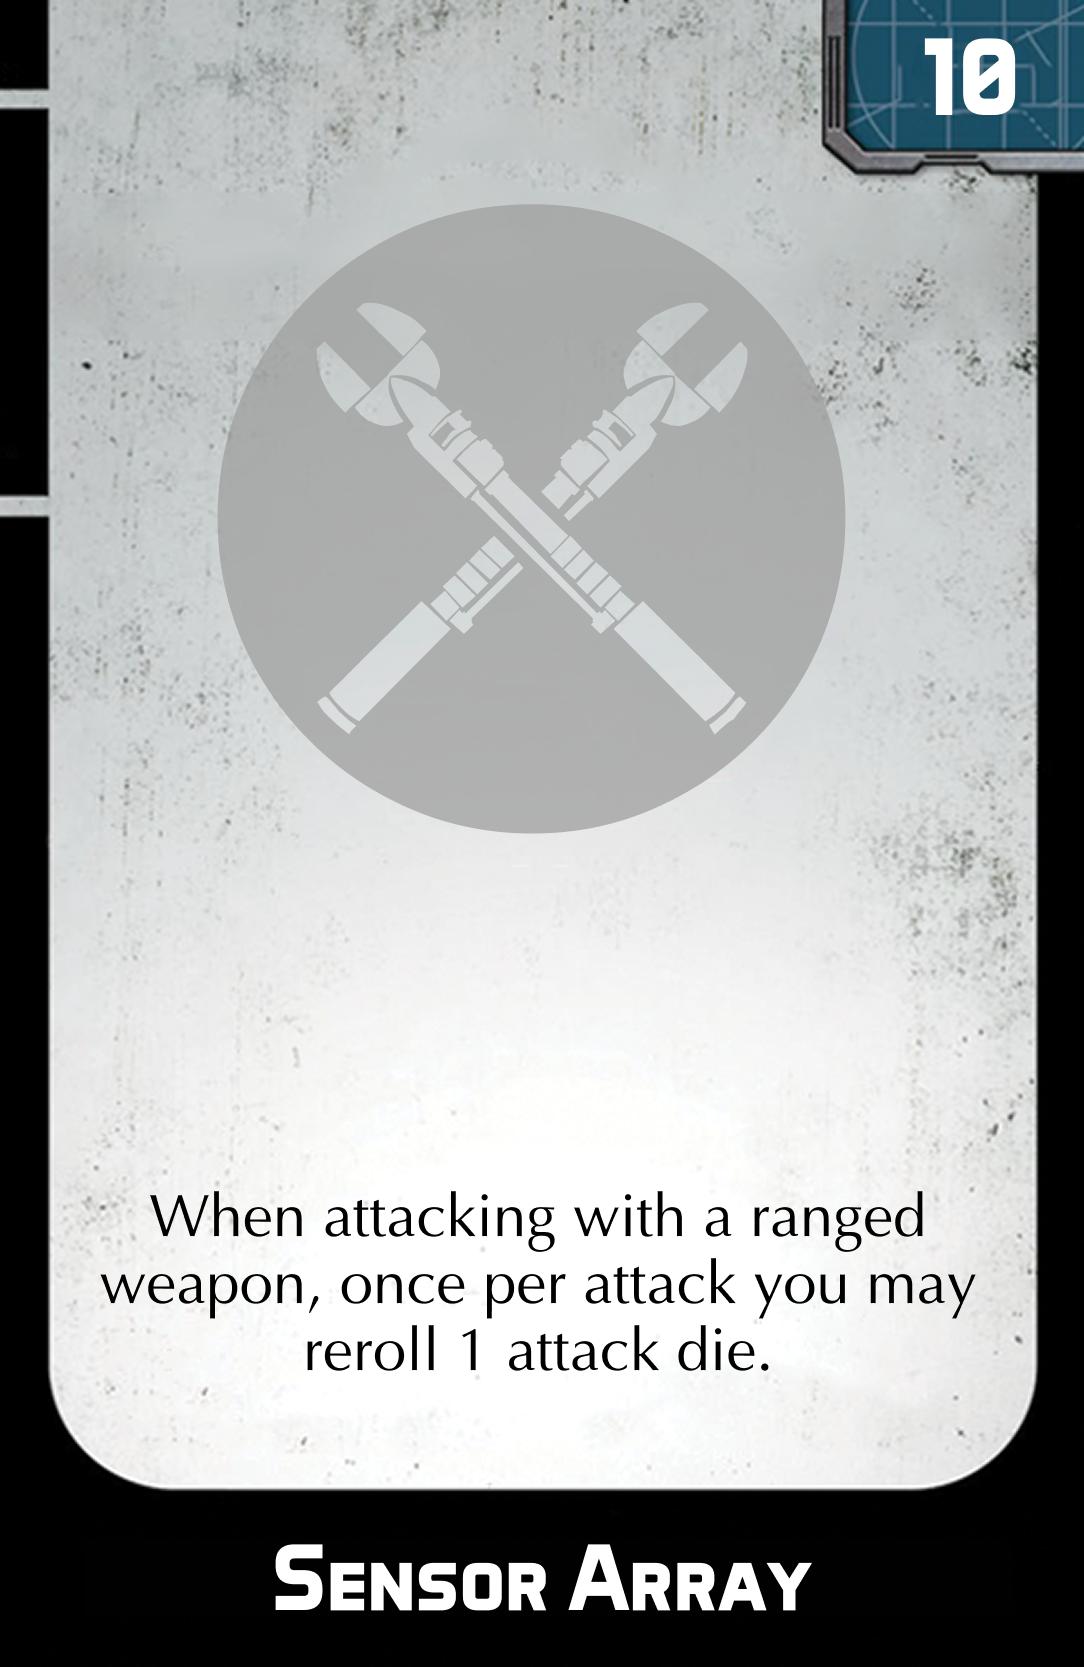 10
When attacking with a ranged
weapon, once per attack you may
reroll 1 attack die.
Sensor Array